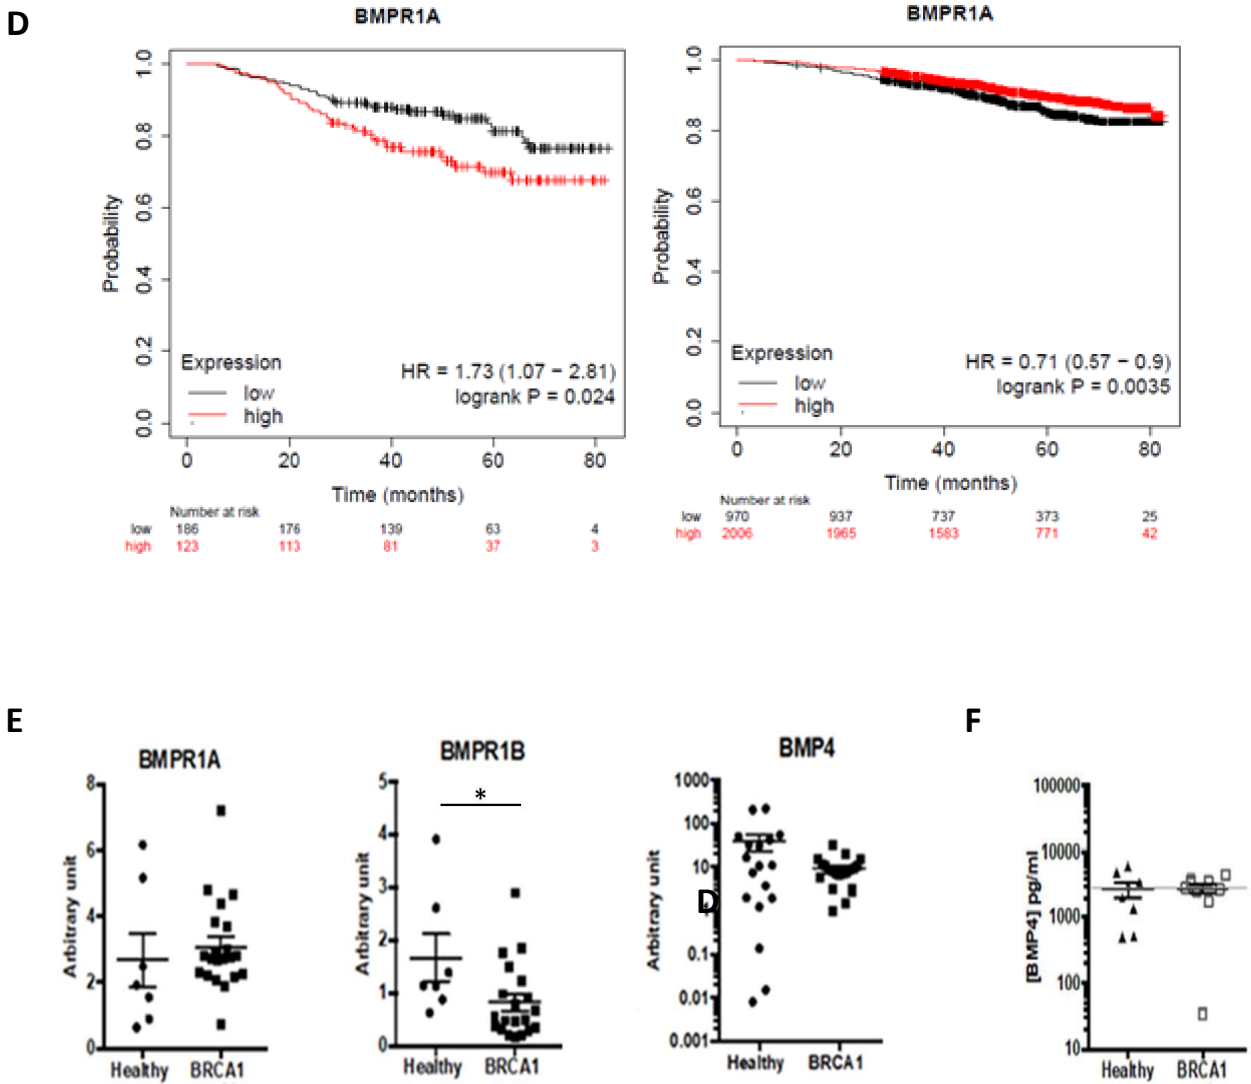 D
BMPR1A
Probability
1.0
0.8
0.6
0.4
0.2
0.0
Expression
low
high
HR = 1.73 (1.07 − 2.81)
logrank P = 0.024
0 20 40 60 80
Time (months)
Number at risk
low 186 176 139 63 4
high 123 113 81 37 3
BMPR1A
Probability
1.0
0.8
0.6
0.4
0.2
0.0
Expression
low
high
HR = 0.71 (0.57 − 0.9)
logrank P = 0.0035
0 20 40 60 80
Time (months)
Number at risk
low 970 937 737 373 25
high 2006 1965 1583 771 42
E
BMPR1A
Arbitrary unit
8
6
4
2
0
Healthy BRCA1
BMPR1B
Arbitrary unit
5
4
3
2
1
0
*
Healthy BRCA1
BMP4
Arbitrary unit
1000
100
10
D
0.1
0.01
0.001
Healthy BRCA1
F
[BMP4] pg/ml
100000
10000
1000
100
10
Healthy BRCA1